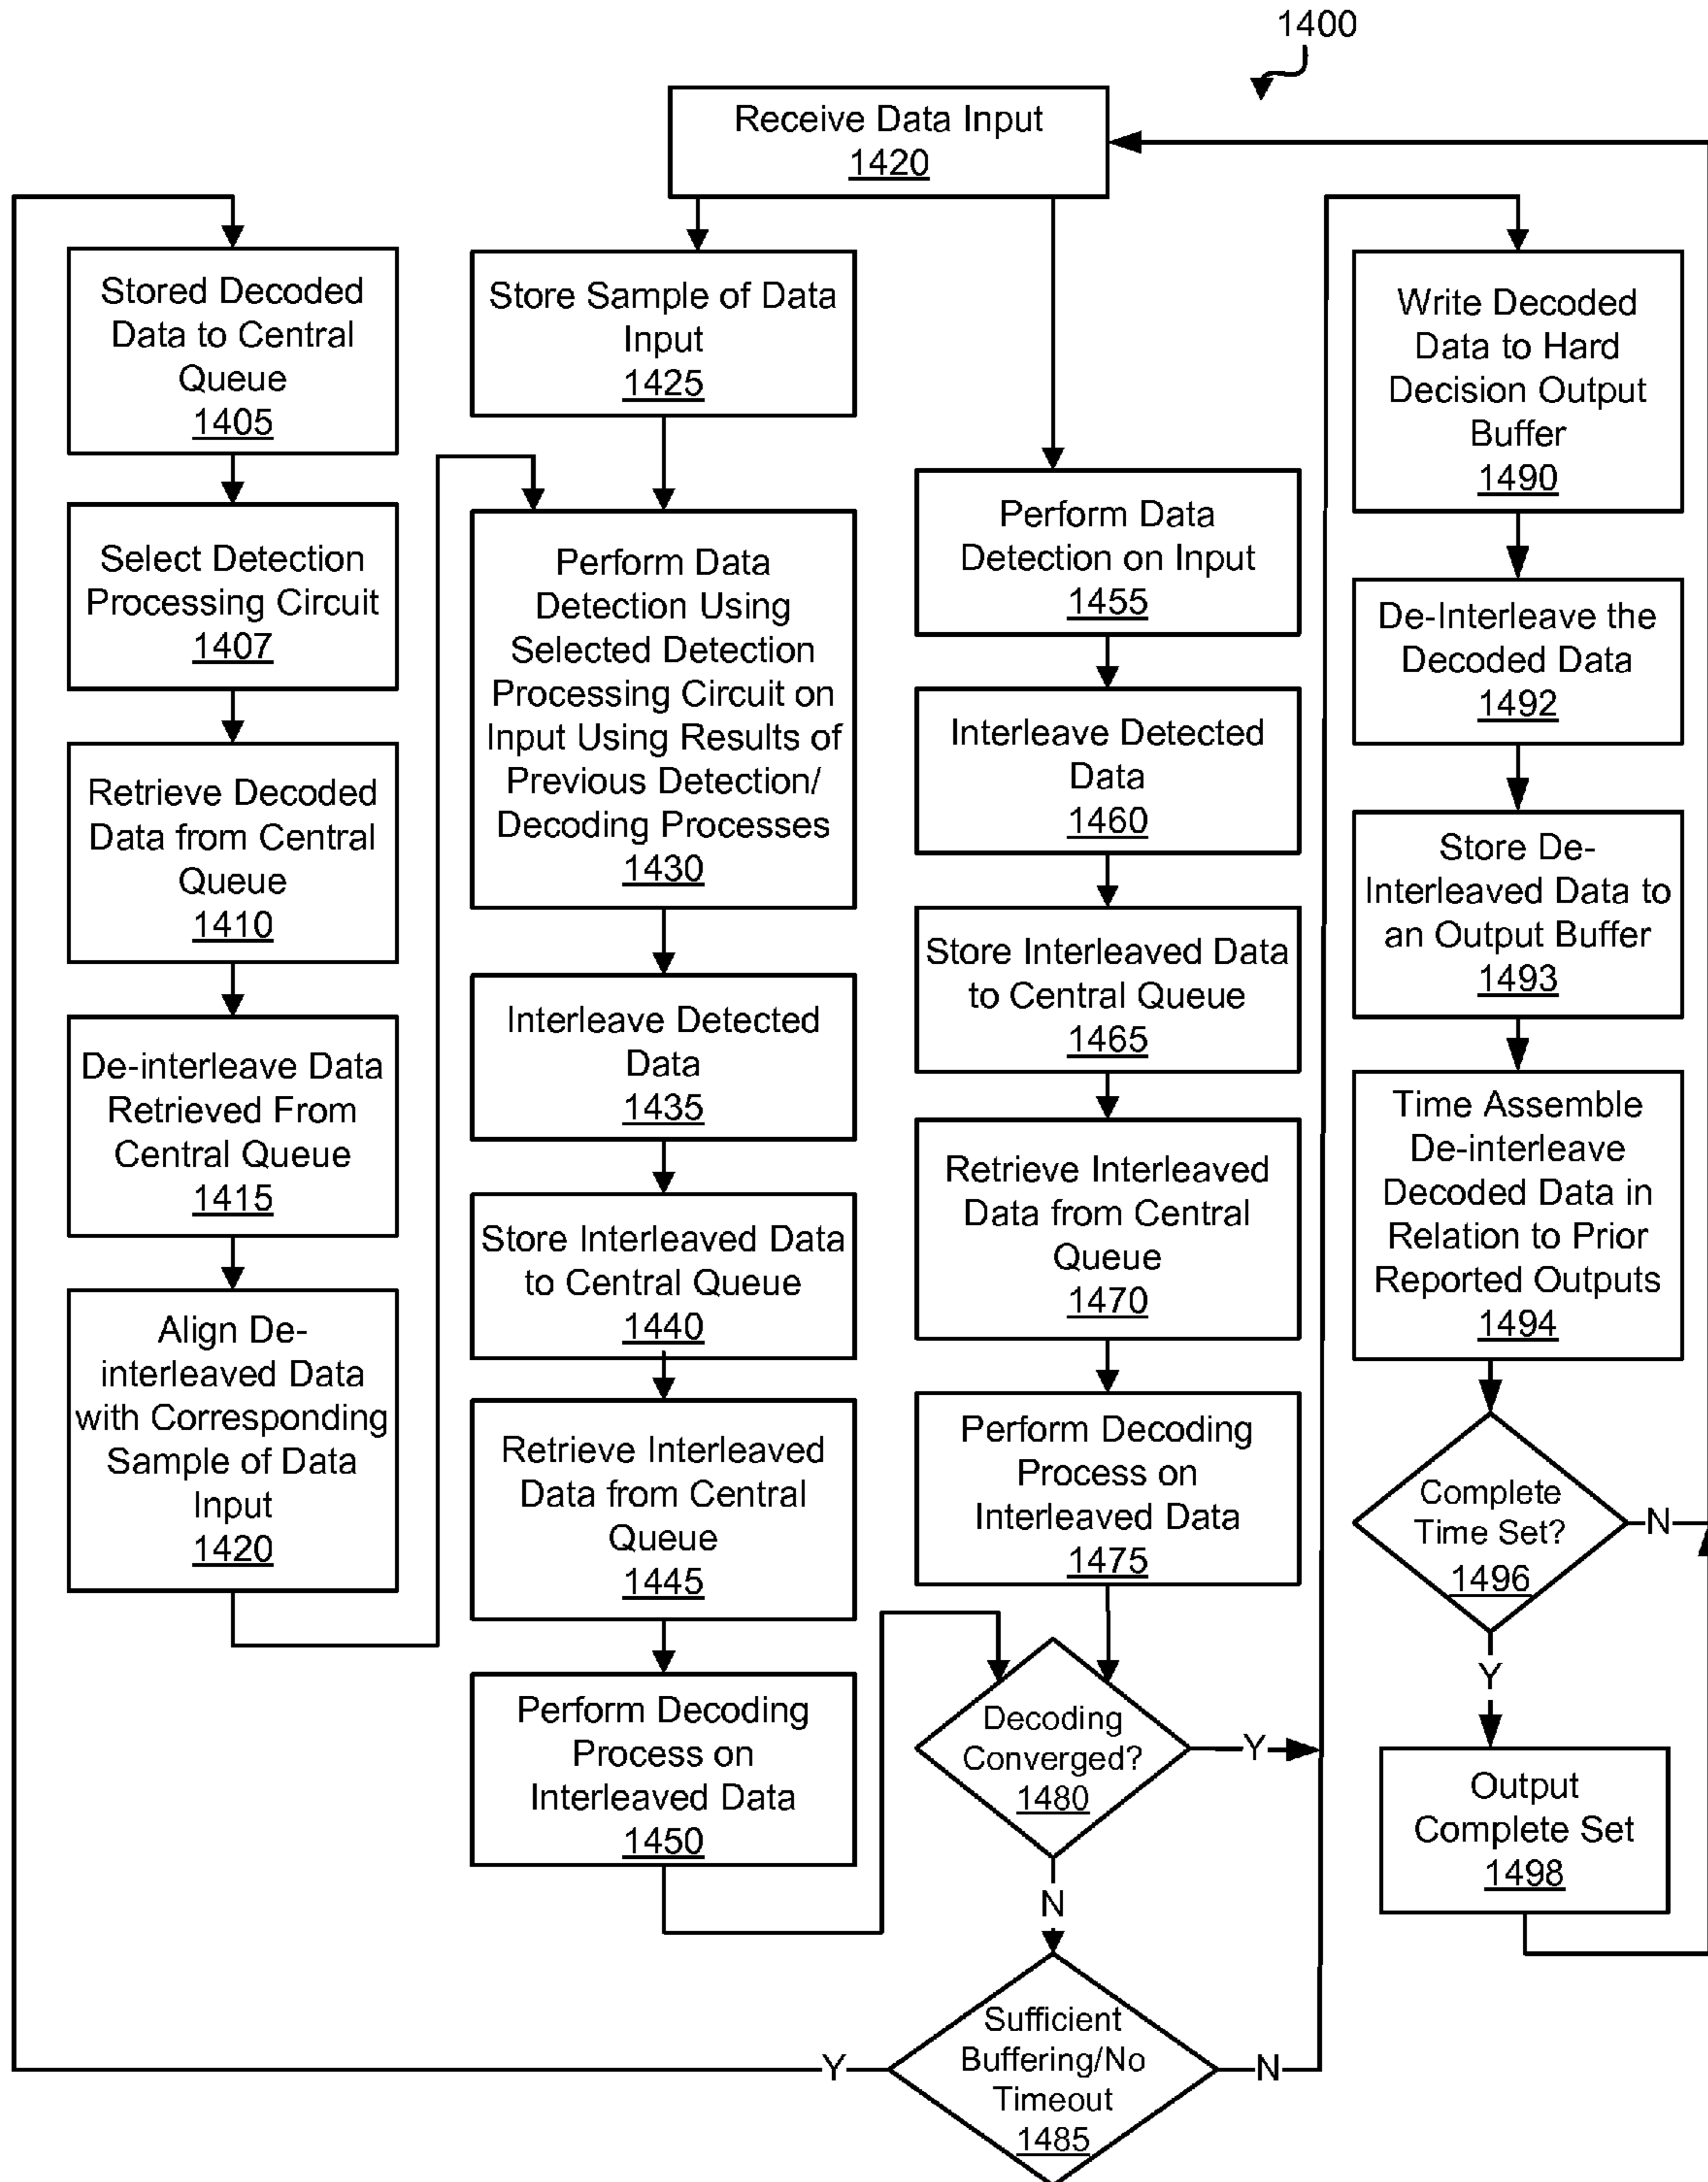 1400
Receive Data Input
1420
Stored Decoded
Data to Central
Queue
1405
Select Detection
Processing Circuit
1407
Retrieve Decoded
Data from Central
Queue
1410
De-interleave Data
Retrieved From
Central Queue
1415
Align De-
interleaved Data
with Corresponding
Sample of Data
Input
1420
Store Sample of Data
Input
1425
Perform Data
Detection Using
Selected Detection
Processing Circuit on
Input Using Results of
Previous Detection/
Decoding Processes
1430
Interleave Detected
Data
1435
Store Interleaved Data
to Central Queue
1440
Retrieve Interleaved
Data from Central
Queue
1445
Perform Decoding
Process on
Interleaved Data
1450
Perform Data
Detection on Input
1455
Interleave Detected
Data
1460
Store Interleaved Data
to Central Queue
1465
Retrieve Interleaved
Data from Central
Queue
1470
Perform Decoding
Process on
Interleaved Data
1475
Decoding
Converged?
1480
Y
N
Sufficient
Buffering/No
Timeout
1485
Y
N
Write Decoded
Data to Hard
Decision Output
Buffer
1490
De-Interleave the
Decoded Data
1492
Store De-
Interleaved Data to
an Output Buffer
1493
Time Assemble
De-interleave
Decoded Data in
Relation to Prior
Reported Outputs
1494
Complete
Time Set?
1496
N
Y
Output
Complete Set
1498